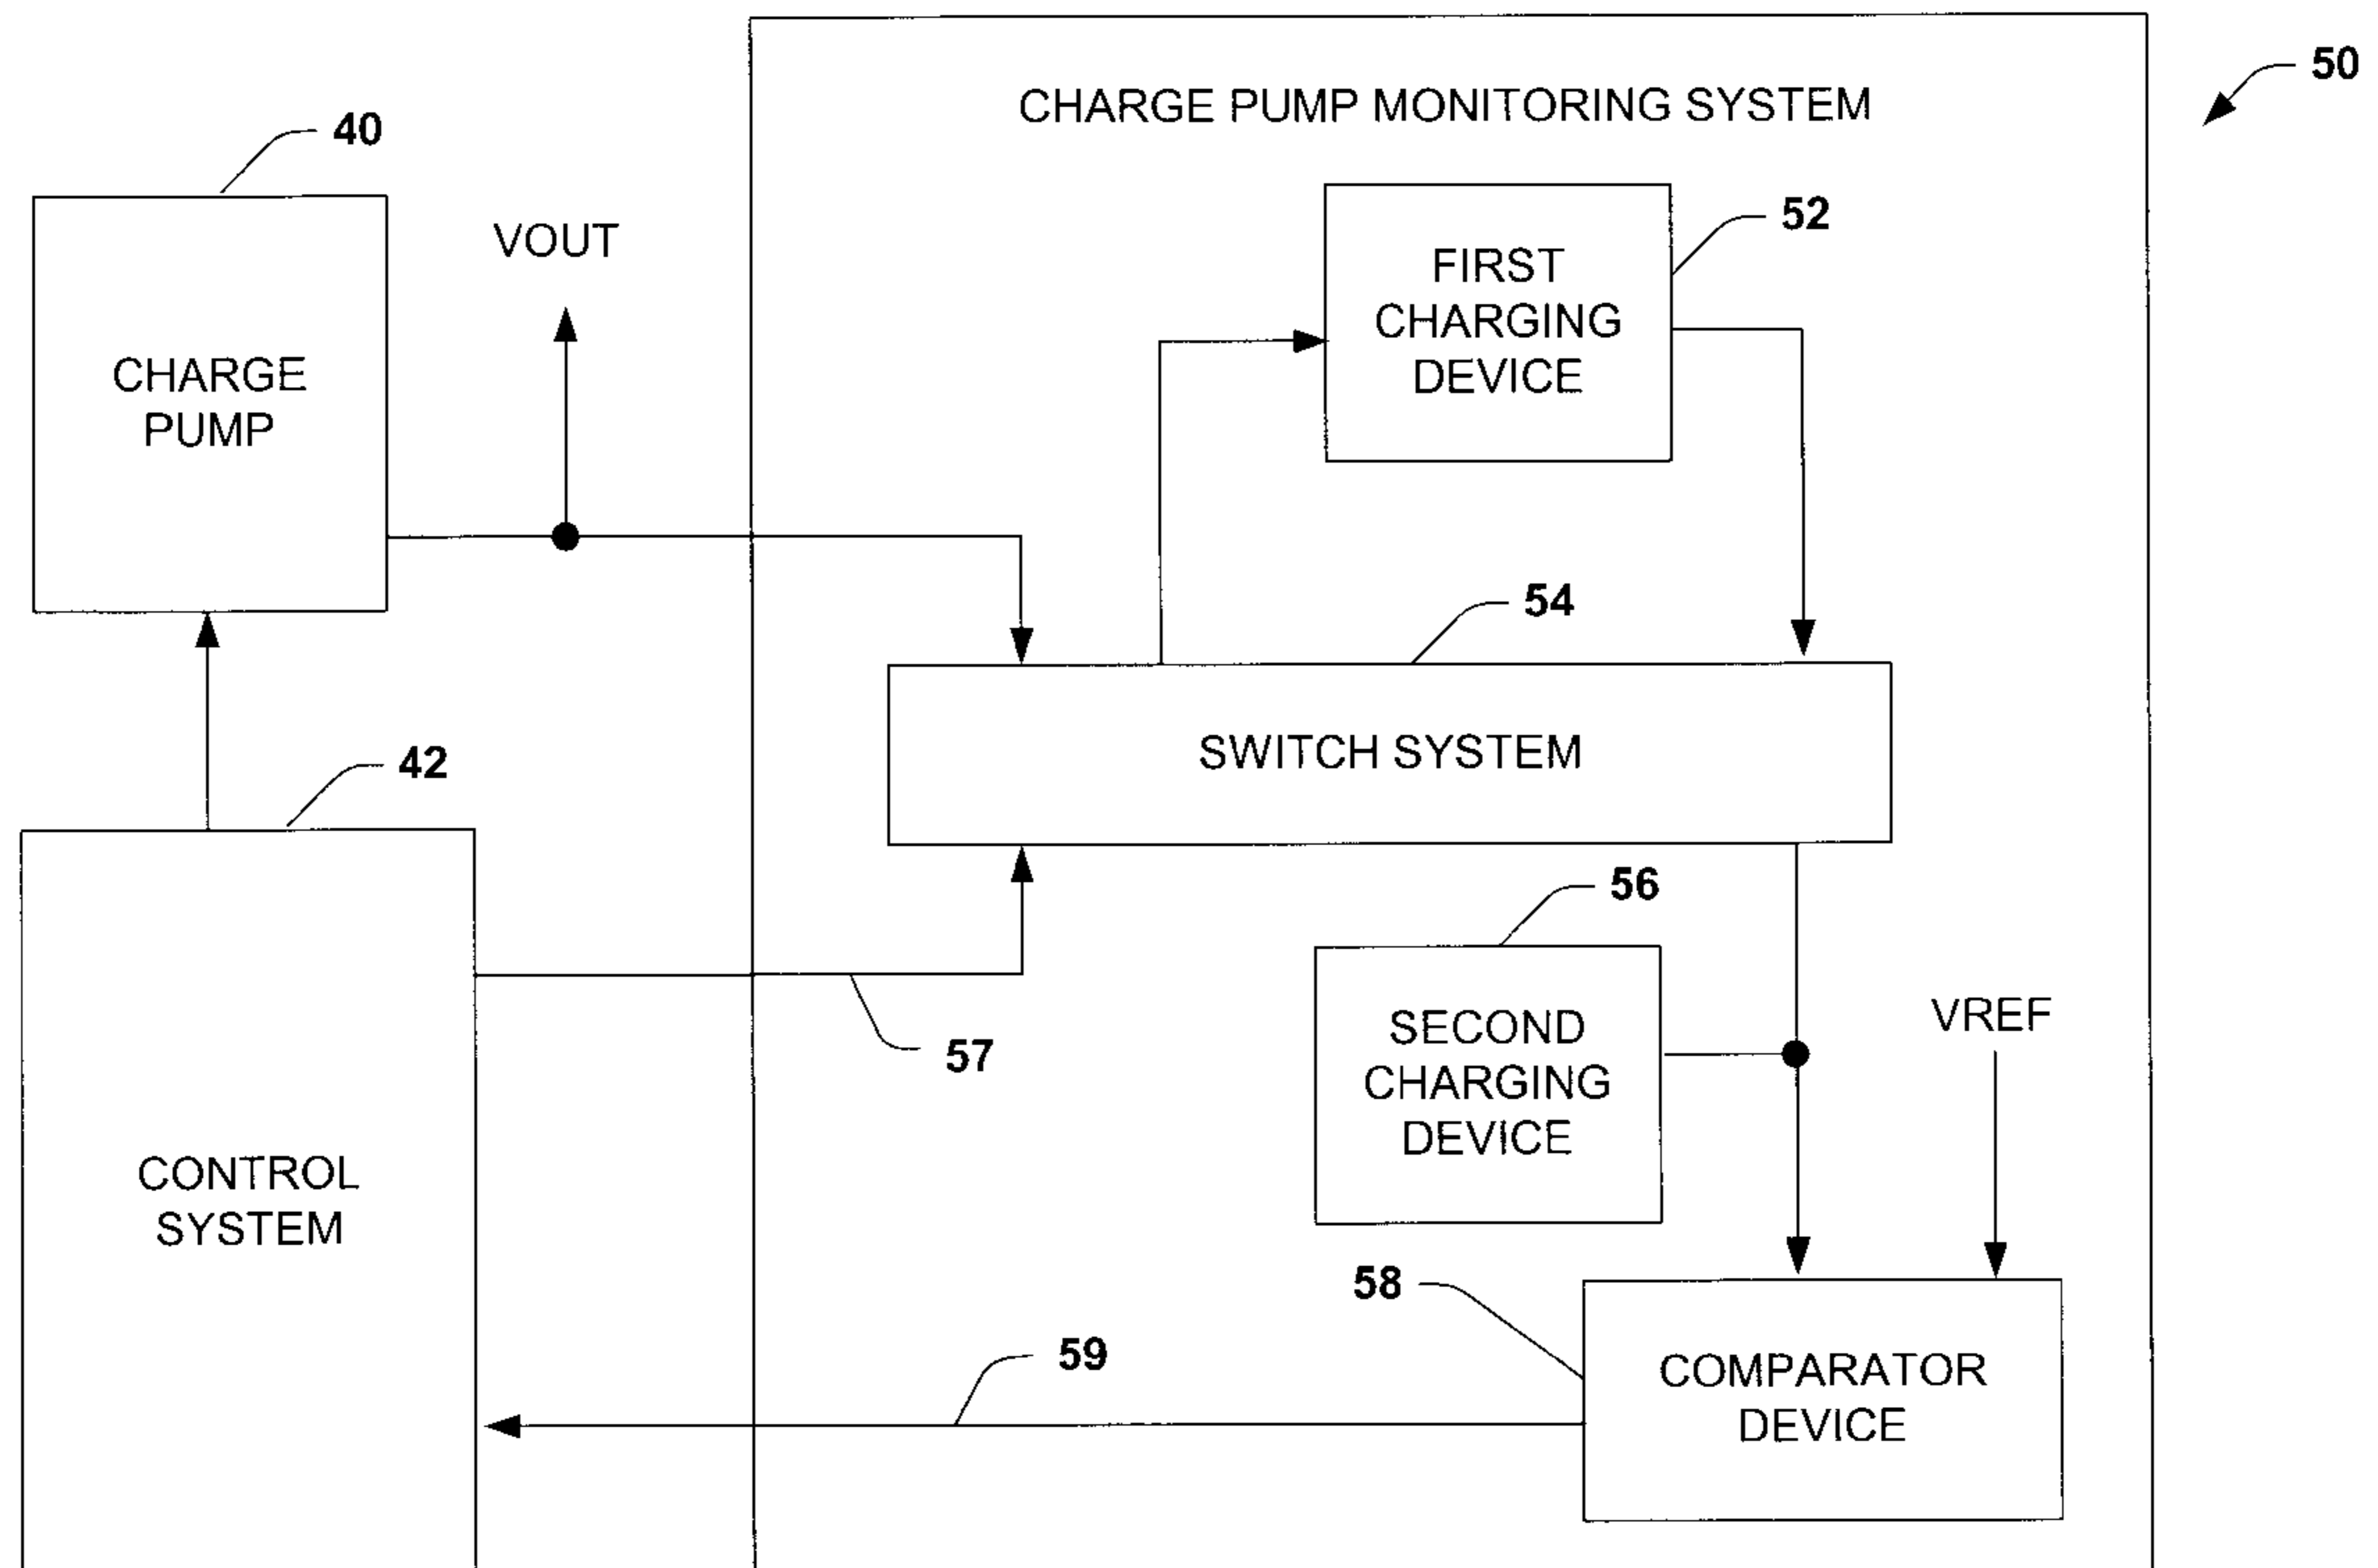 50
CHARGE PUMP MONITORING SYSTEM
40
52
VOUT
FIRST
CHARGING
DEVICE
CHARGE
PUMP
54
SWITCH SYSTEM
42
56
VREF
SECOND
CHARGING
DEVICE
57
CONTROL
SYSTEM
58
59
COMPARATOR
DEVICE